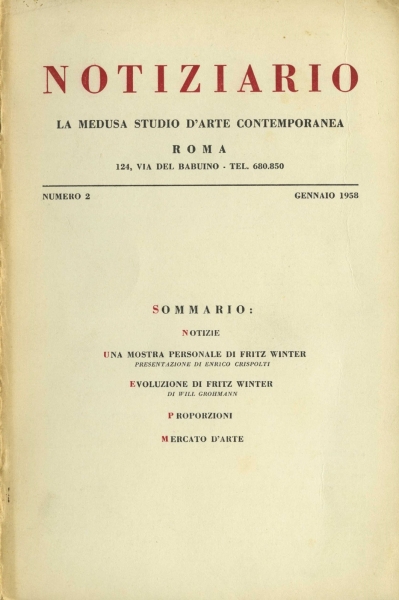 NOTIZIARIO
LA MEDUSA STUDIO D'ARTE CONTEMPORANEA
ROMA
124, VIA DEL BABUINO - TEL. 680.850
NUMERO 2 GENNAIO 1958
SOMMARIO:
NOTIZIE
UNA MOSTRA PERSONALE DI FRITZ WINTER
PRESENTAZIONE DI ENRICO CRISPOLTI
EVOLUZIONE DI FRITZ WINTER
DI WILL GROHMANN
PROPORZIONI
MERCATO D'ARTE